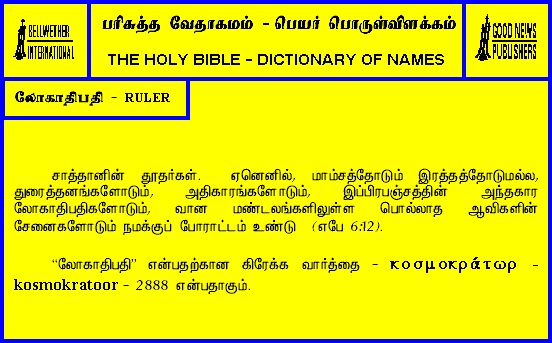 BELLWETHER
INTERNATIONAL
பரிசுத்த வேதாகமம் - பெயர் பொருள்விளக்கம்
THE HOLY BIBLE - DICTIONARY OF NAMES
GOOD NEWS
PUBLISHERS
லோகாதிபதி - RULER
சாத்தானின் தூதர்கள். ஏனெனில், மாம்சத்தோடும் இரத்தத்தோடுமல்ல,
துரைத்தனங்களோடும், அதிகாரங்களோடும், இப்பிரபஞ்சத்தின் அந்தகார
லோகாதிபதிகளோடும், வான மண்டலங்களிலுள்ள பொல்லாத ஆவிகளின்
சேனைகளோடும் நமக்குப் போராட்டம் உண்டு (எபே 6:12).
“லோகாதிபதி” என்பதற்கான கிரேக்க வார்த்தை - κοσμοκράτωρ -
kosmokratoor - 2888 என்பதாகும்.